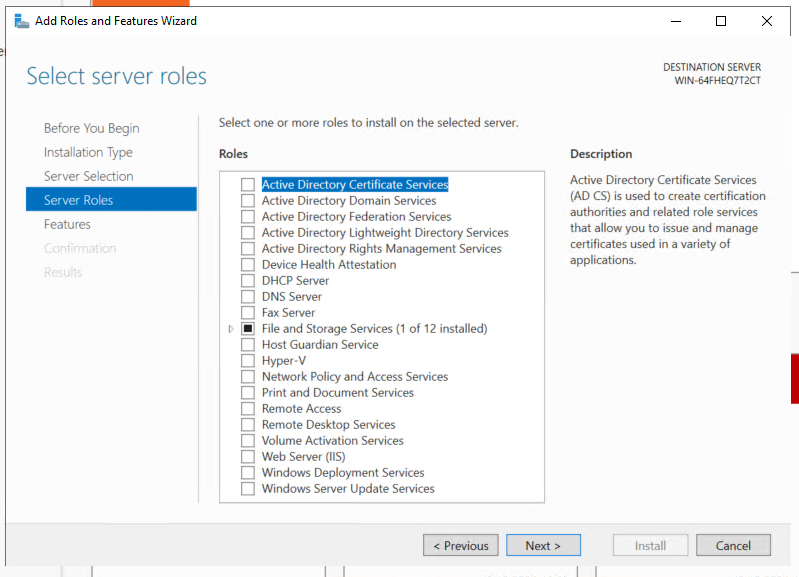 Add Roles and Features Wizard
Select server roles
DESTINATION SERVER
WIN-64FHEQ7T2CT
Before You Begin
Installation Type
Server Selection
Server Roles
Features
Confirmation
Results
Select one or more roles to install on the selected server.
Roles
Active Directory Certificate Services
Active Directory Domain Services
Active Directory Federation Services
Active Directory Lightweight Directory Services
Active Directory Rights Management Services
Device Health Attestation
DHCP Server
DNS Server
Fax Server
File and Storage Services (1 of 12 installed)
Host Guardian Service
Hyper-V
Network Policy and Access Services
Print and Document Services
Remote Access
Remote Desktop Services
Volume Activation Services
Web Server (IIS)
Windows Deployment Services
Windows Server Update Services
Description
Active Directory Certificate Services
(AD CS) is used to create certification
authorities and related role services
that allow you to issue and manage
certificates used in a variety of
applications.
< Previous
Next >
Install
Cancel